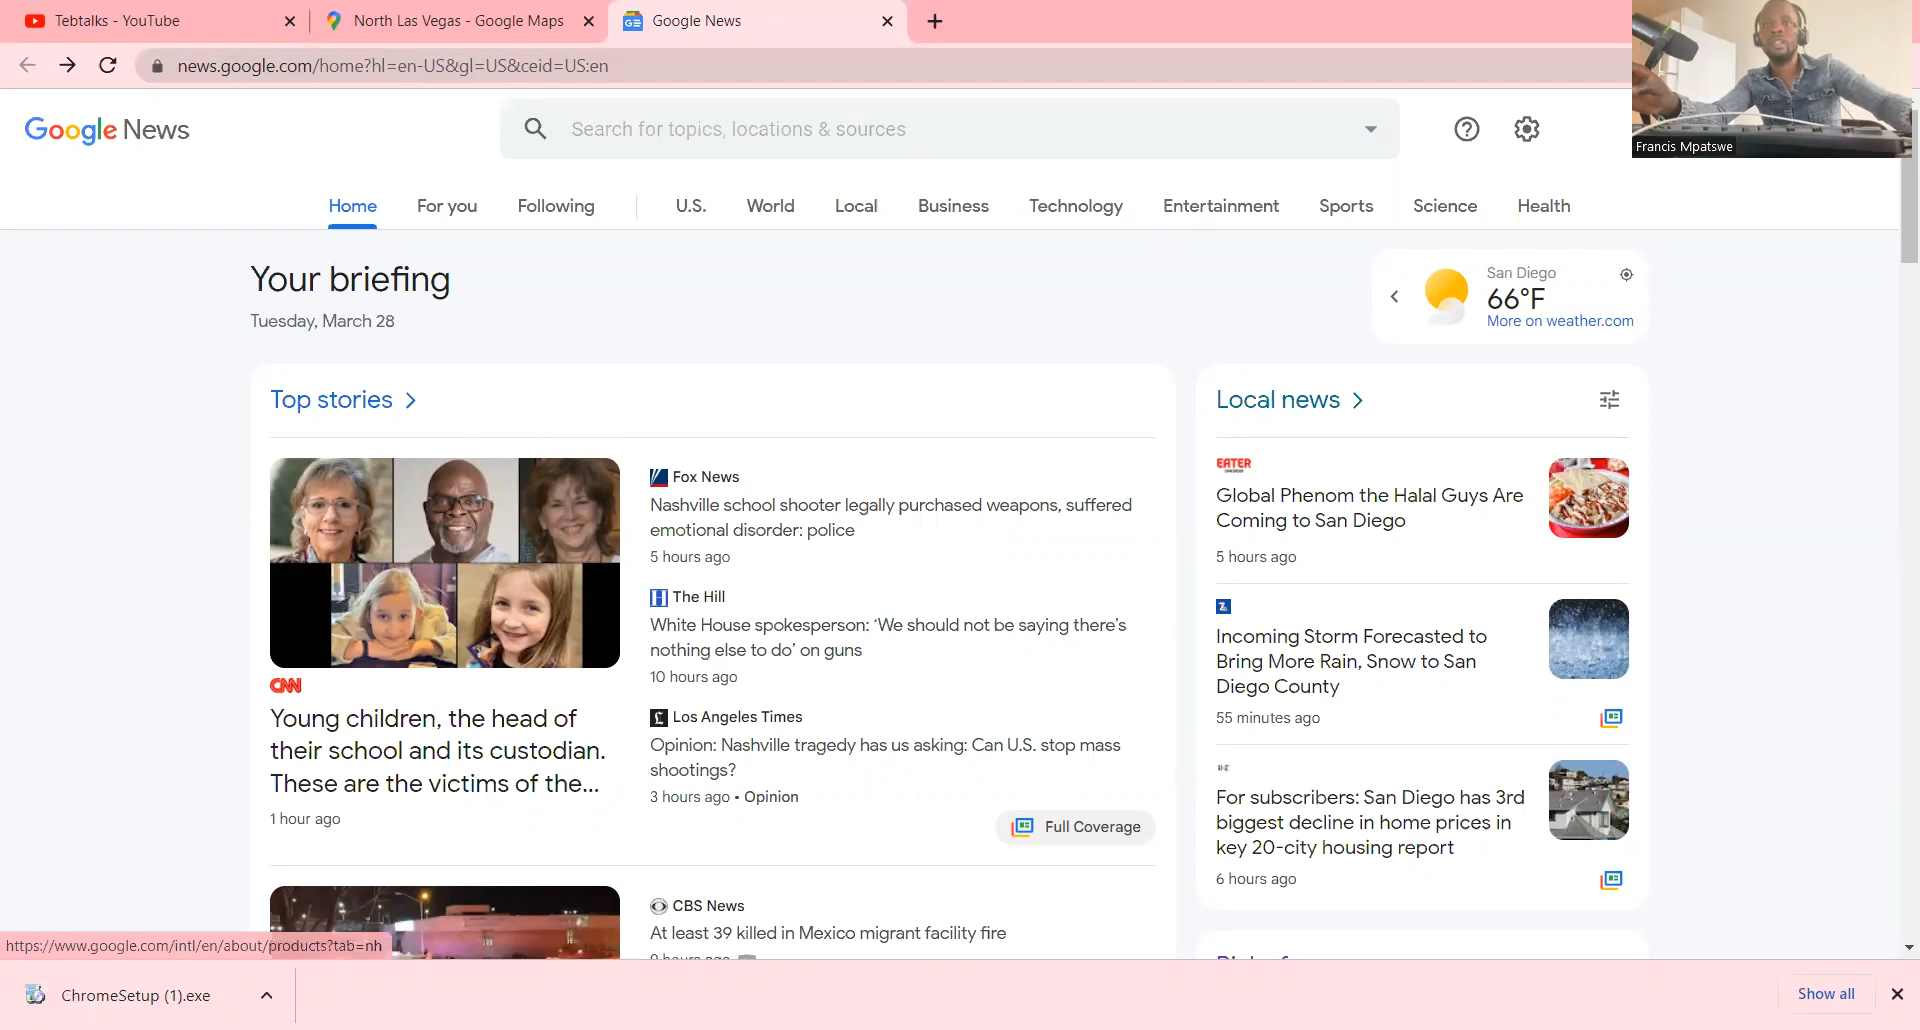 Tebtalks - YouTube
North Las Vegas - Google Maps
Google News
news.google.com/home?hl=en-US&gl=US&ceid=US:en
Francis Mpatswe
Google News
Search for topics, locations & sources
Home
For you
Following
U.S.
World
Local
Business
Technology
Entertainment
Sports
Science
Health
Your briefing
Tuesday, March 28
San Diego
66°F
More on weather.com
Top stories
CNN
Young children, the head of
their school and its custodian.
These are the victims of the...
1 hour ago
Fox News
Nashville school shooter legally purchased weapons, suffered
emotional disorder: police
5 hours ago
The Hill
White House spokesperson: ‘We should not be saying there’s
nothing else to do’ on guns
10 hours ago
Los Angeles Times
Opinion: Nashville tragedy has us asking: Can U.S. stop mass
shootings?
3 hours ago • Opinion
Full Coverage
CBS News
At least 39 killed in Mexico migrant facility fire
Local news
EATER
Global Phenom the Halal Guys Are
Coming to San Diego
5 hours ago
Incoming Storm Forecasted to
Bring More Rain, Snow to San
Diego County
55 minutes ago
For subscribers: San Diego has 3rd
biggest decline in home prices in
key 20-city housing report
6 hours ago
https://www.google.com/intl/en/about/products?tab=nh
ChromeSetup (1).exe
Show all